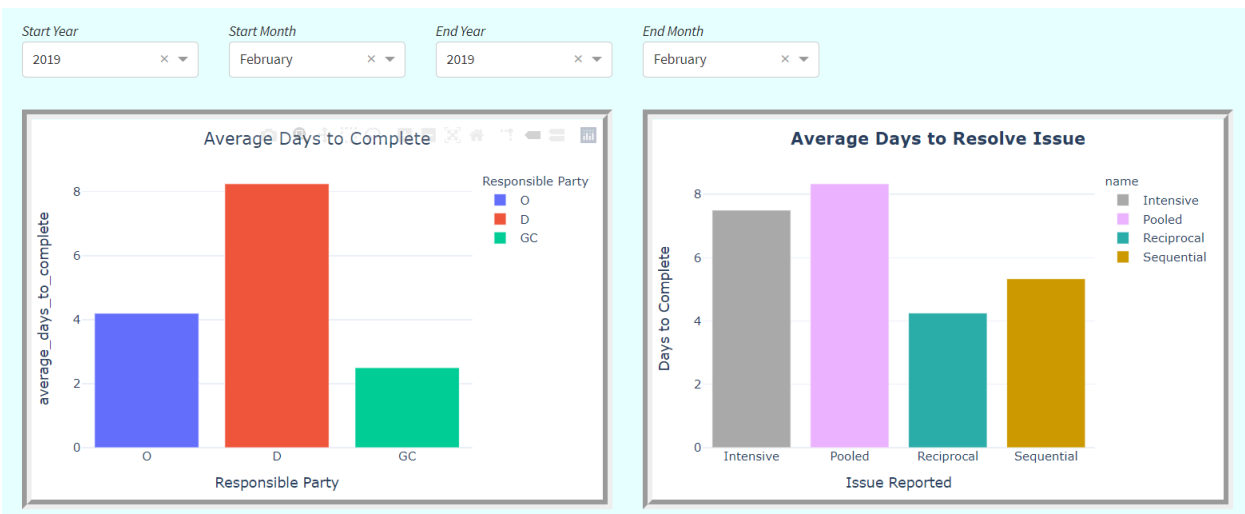 Start Year Start Month End Year End Month
2019 × February × 2019 × February ×
Average Days to Complete
8
6
4
2
0
average_days_to_complete
O D GC
Responsible Party
Responsible Party
O
D
GC
Average Days to Resolve Issue
8
6
4
2
0
Days to Complete
Intensive Pooled Reciprocal Sequential
Issue Reported
name
Intensive
Pooled
Reciprocal
Sequential